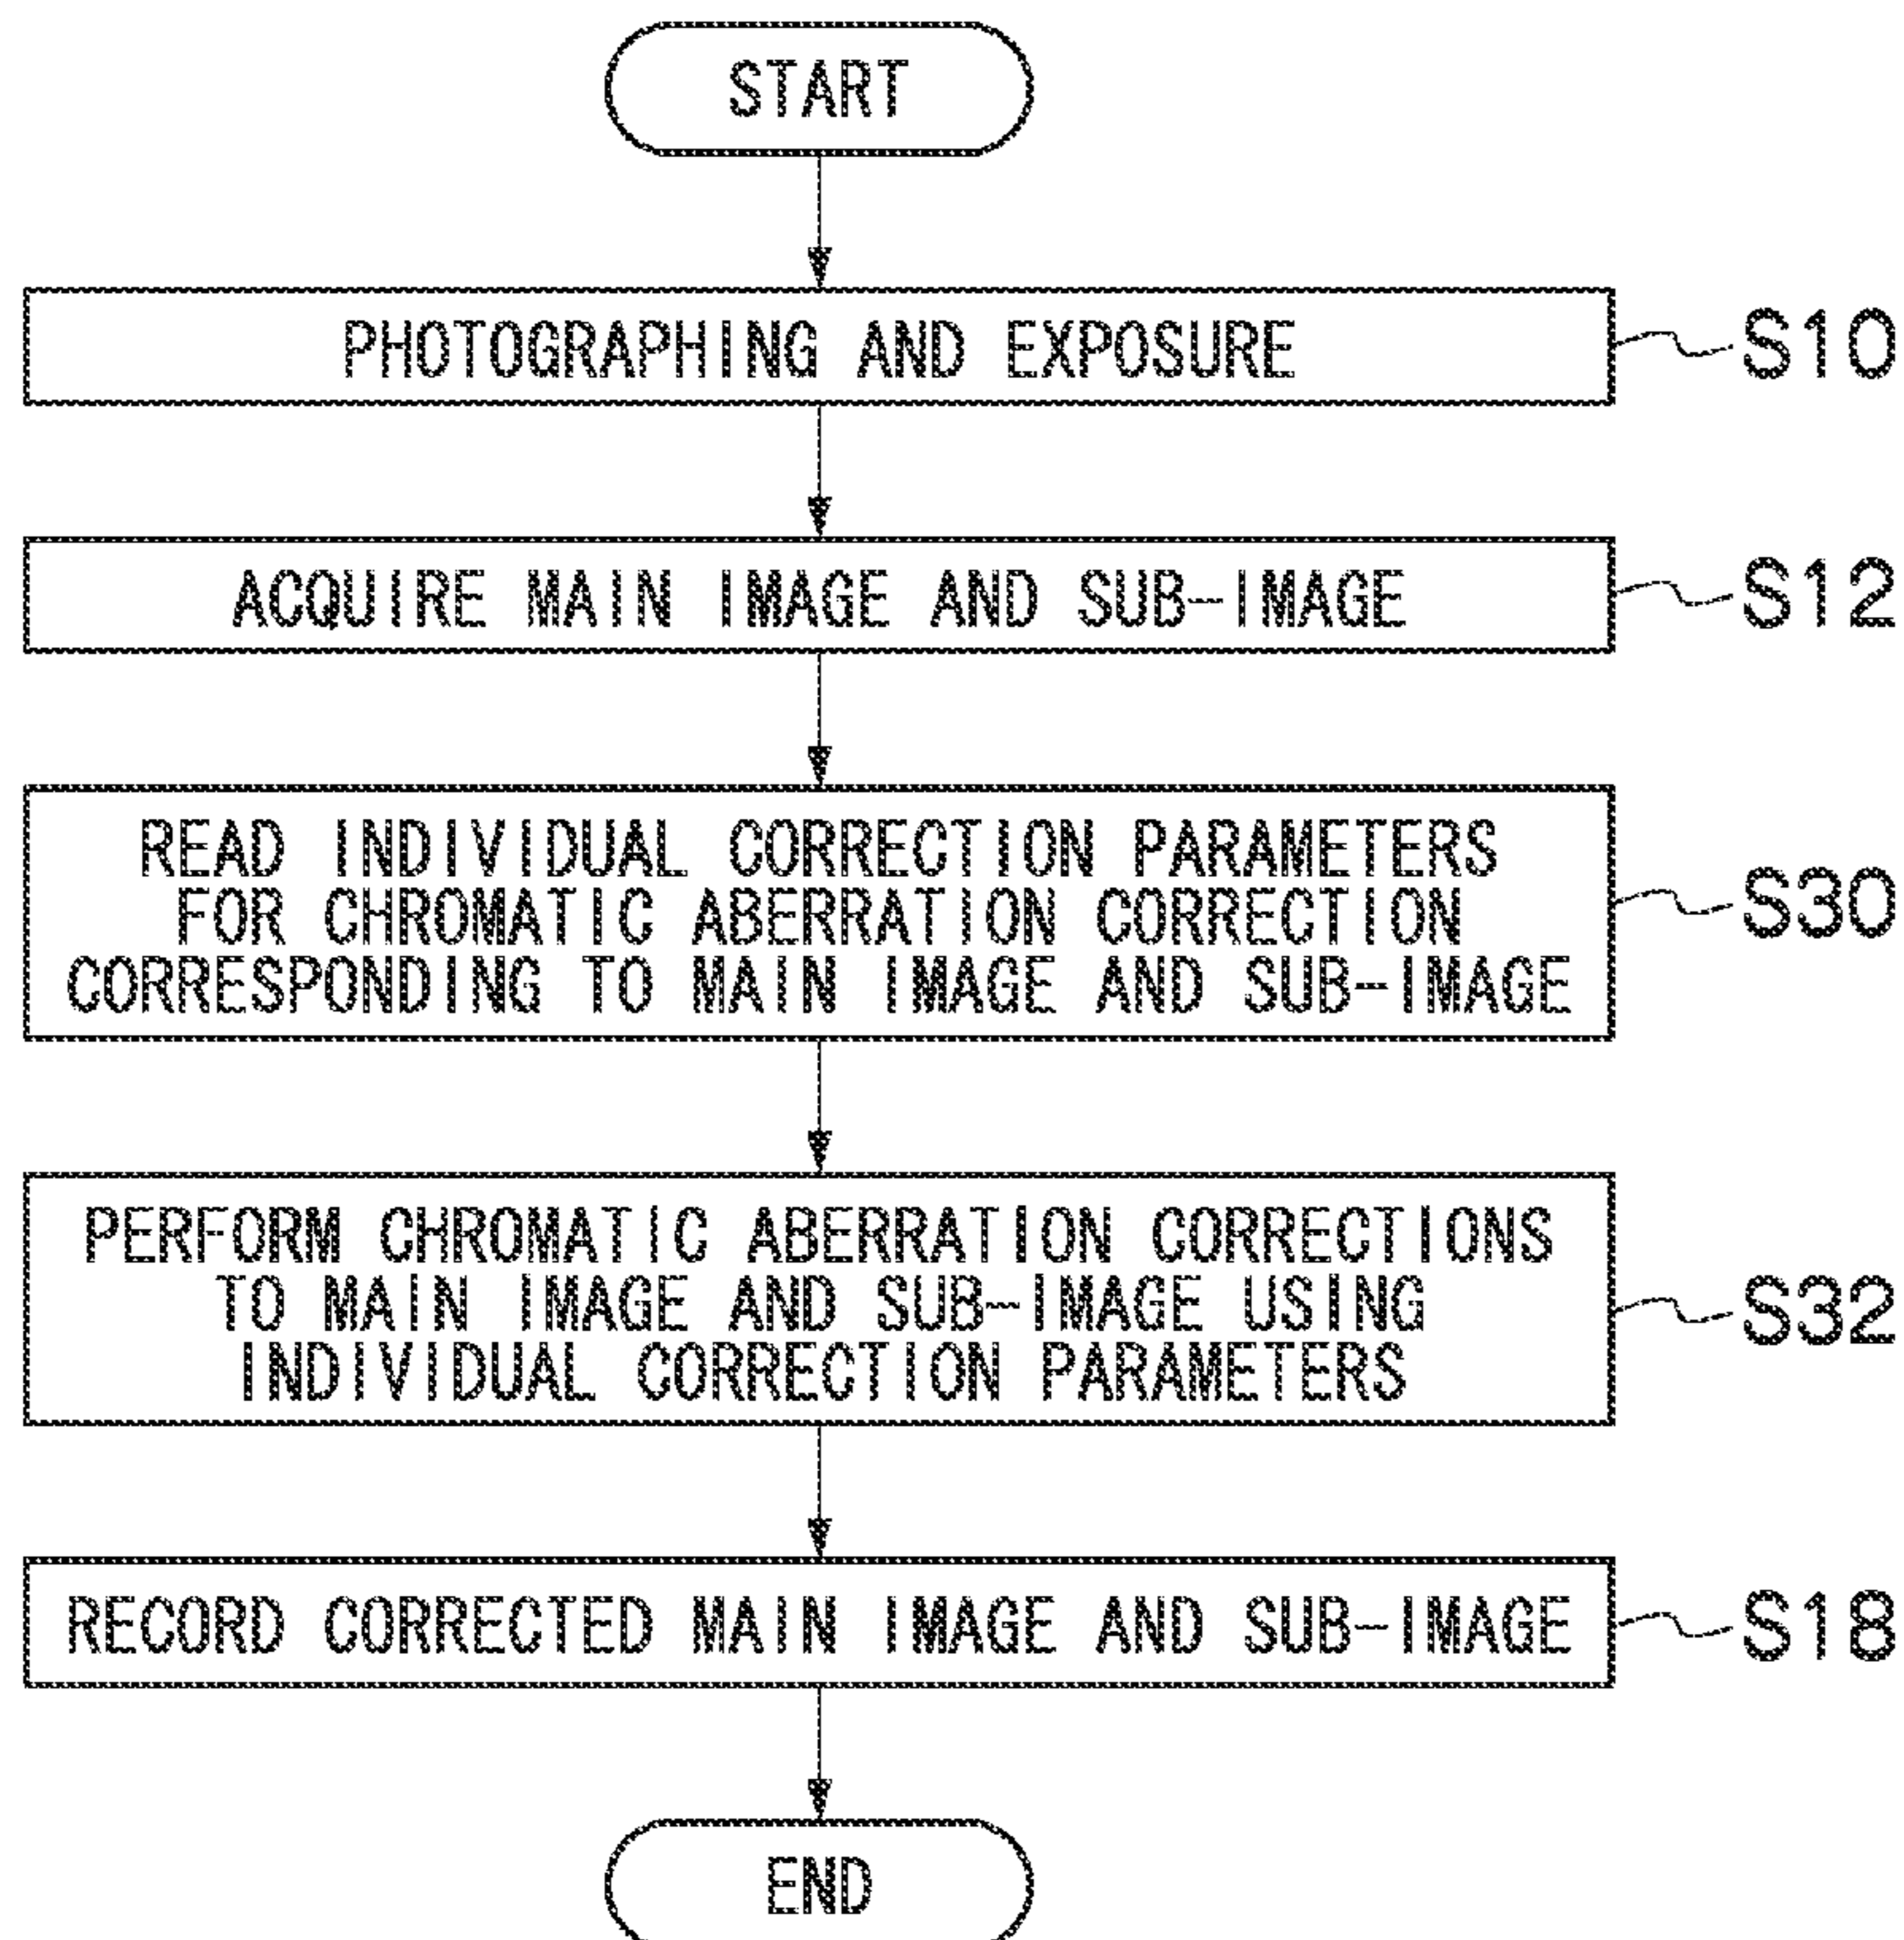 START
PHOTOGRAPHING AND EXPOSURE
S10
ACQUIRE MAIN IMAGE AND SUB-IMAGE
S12
READ INDIVIDUAL CORRECTION PARAMETERS
FOR CHROMATIC ABERRATION CORRECTION
CORRESPONDING TO MAIN IMAGE AND SUB-IMAGE
S30
PERFORM CHROMATIC ABERRATION CORRECTIONS
TO MAIN IMAGE AND SUB-IMAGE USING
INDIVIDUAL CORRECTION PARAMETERS
S32
RECORD CORRECTED MAIN IMAGE AND SUB-IMAGE
S18
END